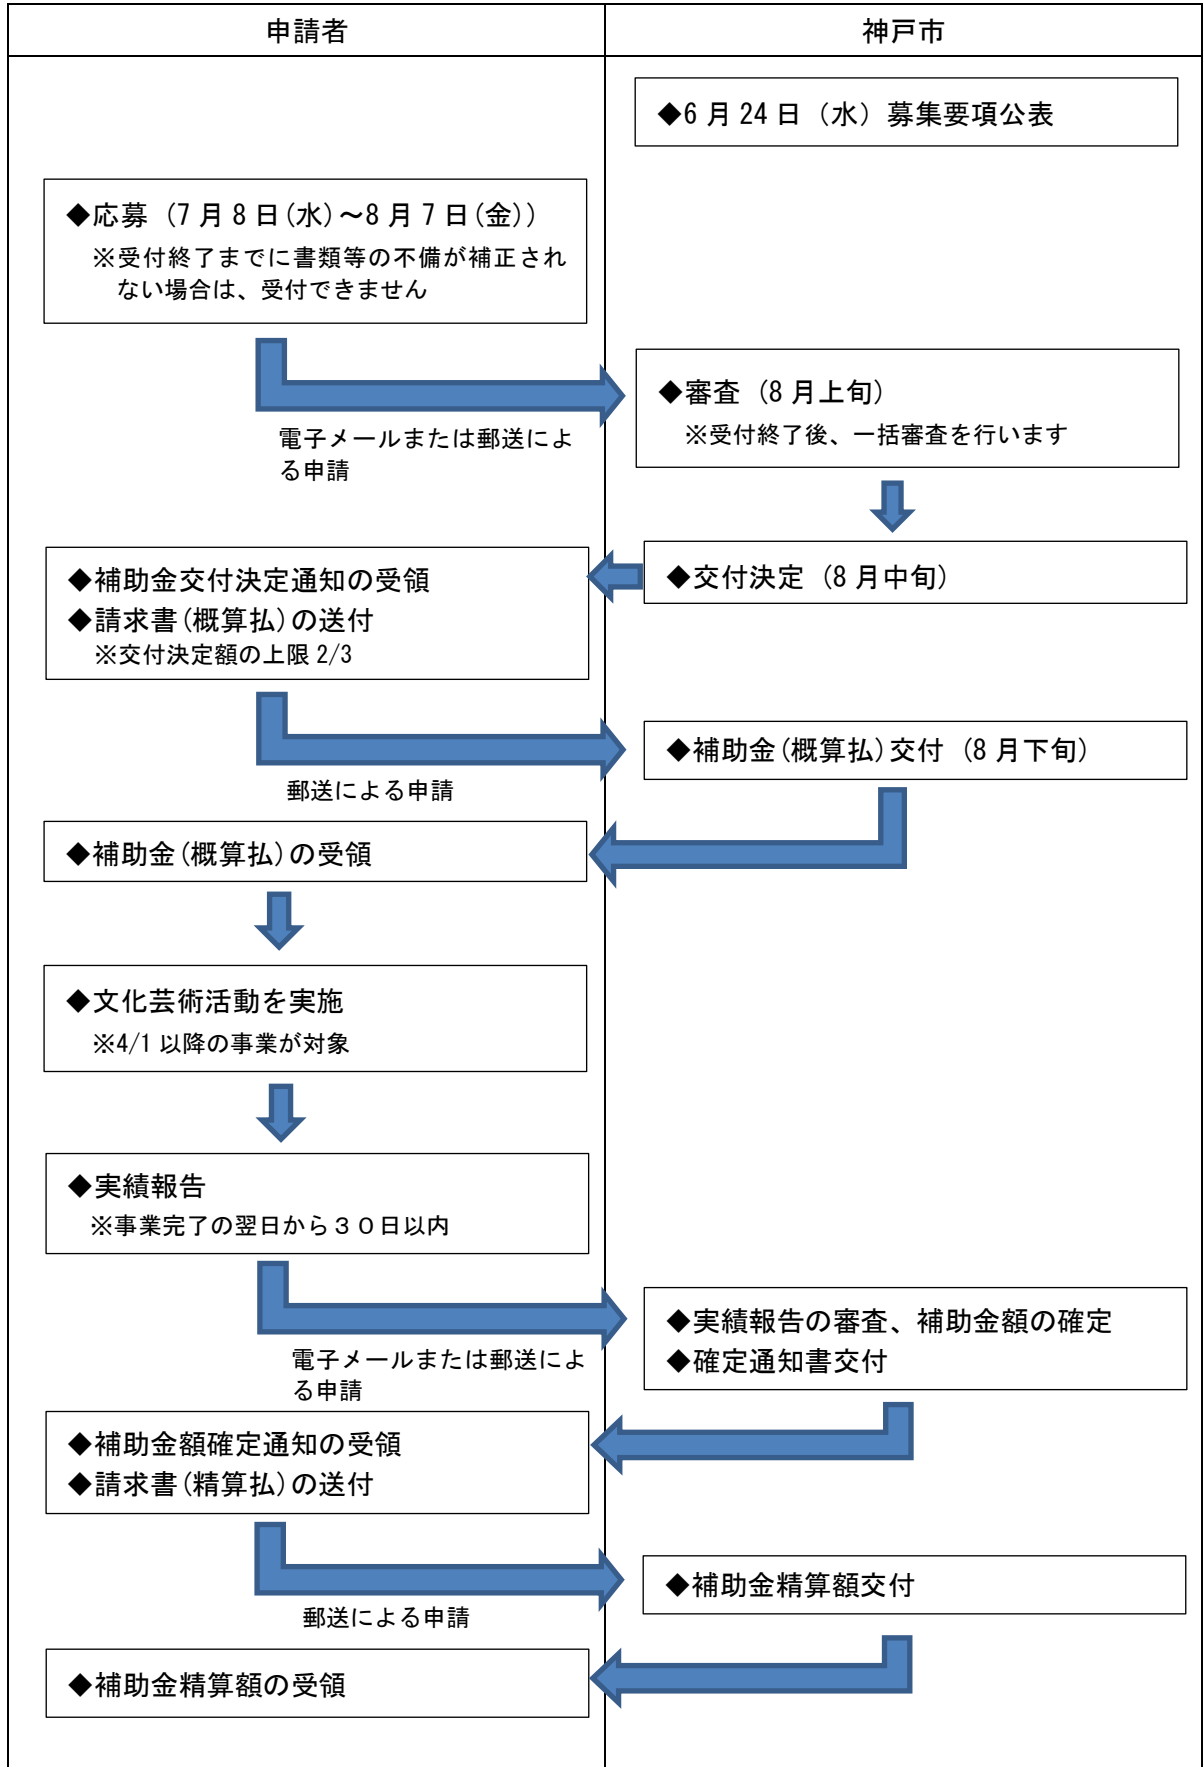 申請者
神戸市
◆6月24日（水）募集要項公表
◆応募（7月8日(水)～8月7日(金)）
※受付終了までに書類等の不備が補正され
ない場合は、受付できません
◆審査（8月上旬）
※受付終了後、一括審査を行います
電子メールまたは郵送によ
る申請
◆交付決定（8月中旬）
◆補助金交付決定通知の受領
◆請求書(概算払)の送付
※交付決定額の上限2/3
◆補助金(概算払)交付（8月下旬）
郵送による申請
◆補助金(概算払)の受領
◆文化芸術活動を実施
※4/1以降の事業が対象
◆実績報告
※事業完了の翌日から３０日以内
◆実績報告の審査、補助金額の確定
◆確定通知書交付
電子メールまたは郵送によ
る申請
◆補助金額確定通知の受領
◆請求書(精算払)の送付
◆補助金精算額交付
郵送による申請
◆補助金精算額の受領